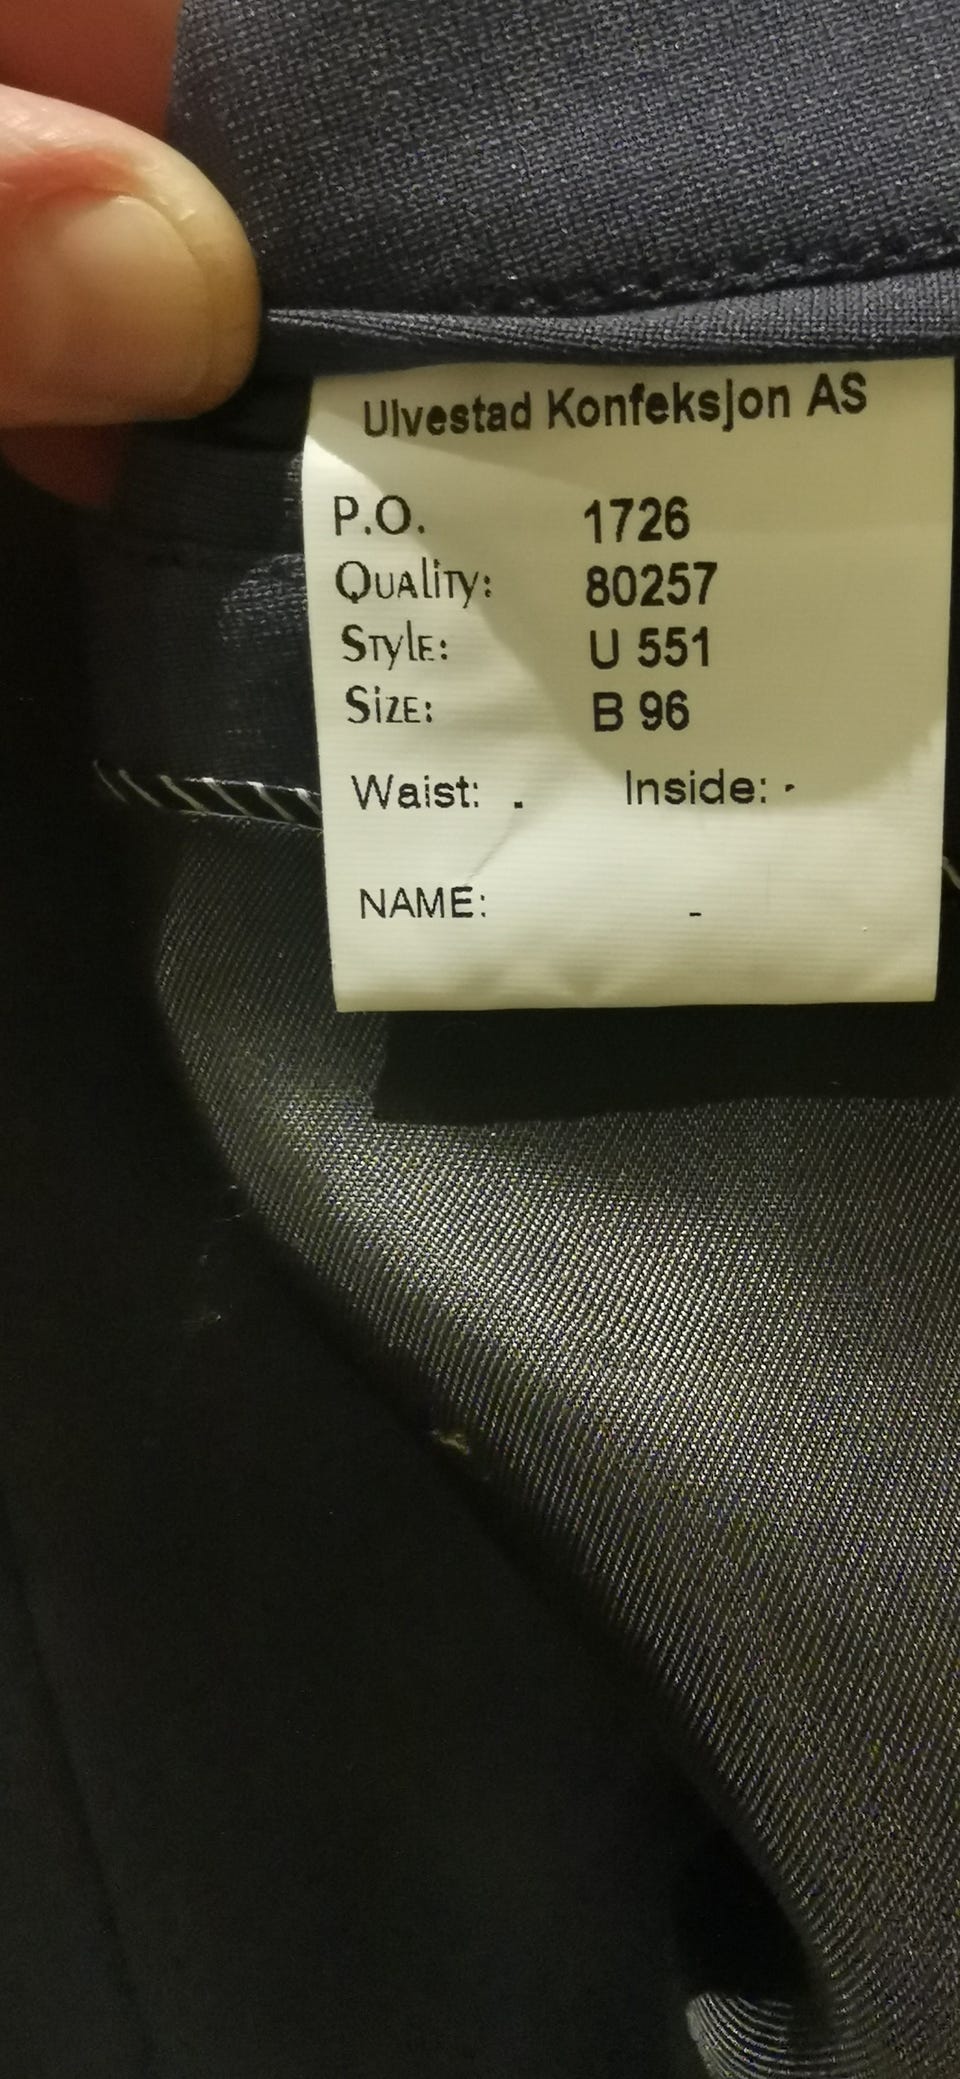 Ulvestad Konfeksjon AS
P.O. 1726
Quality: 80257
Style: U 551
Size: B 96
Waist: . Inside: -
NAME: -